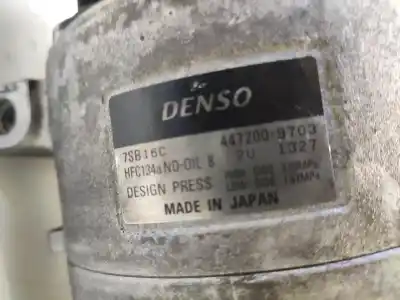 DENSO
7SB16C 447200-9703
HFC134a ND-OIL 8 2U 1327
DESIGN PRESS
MADE IN JAPAN